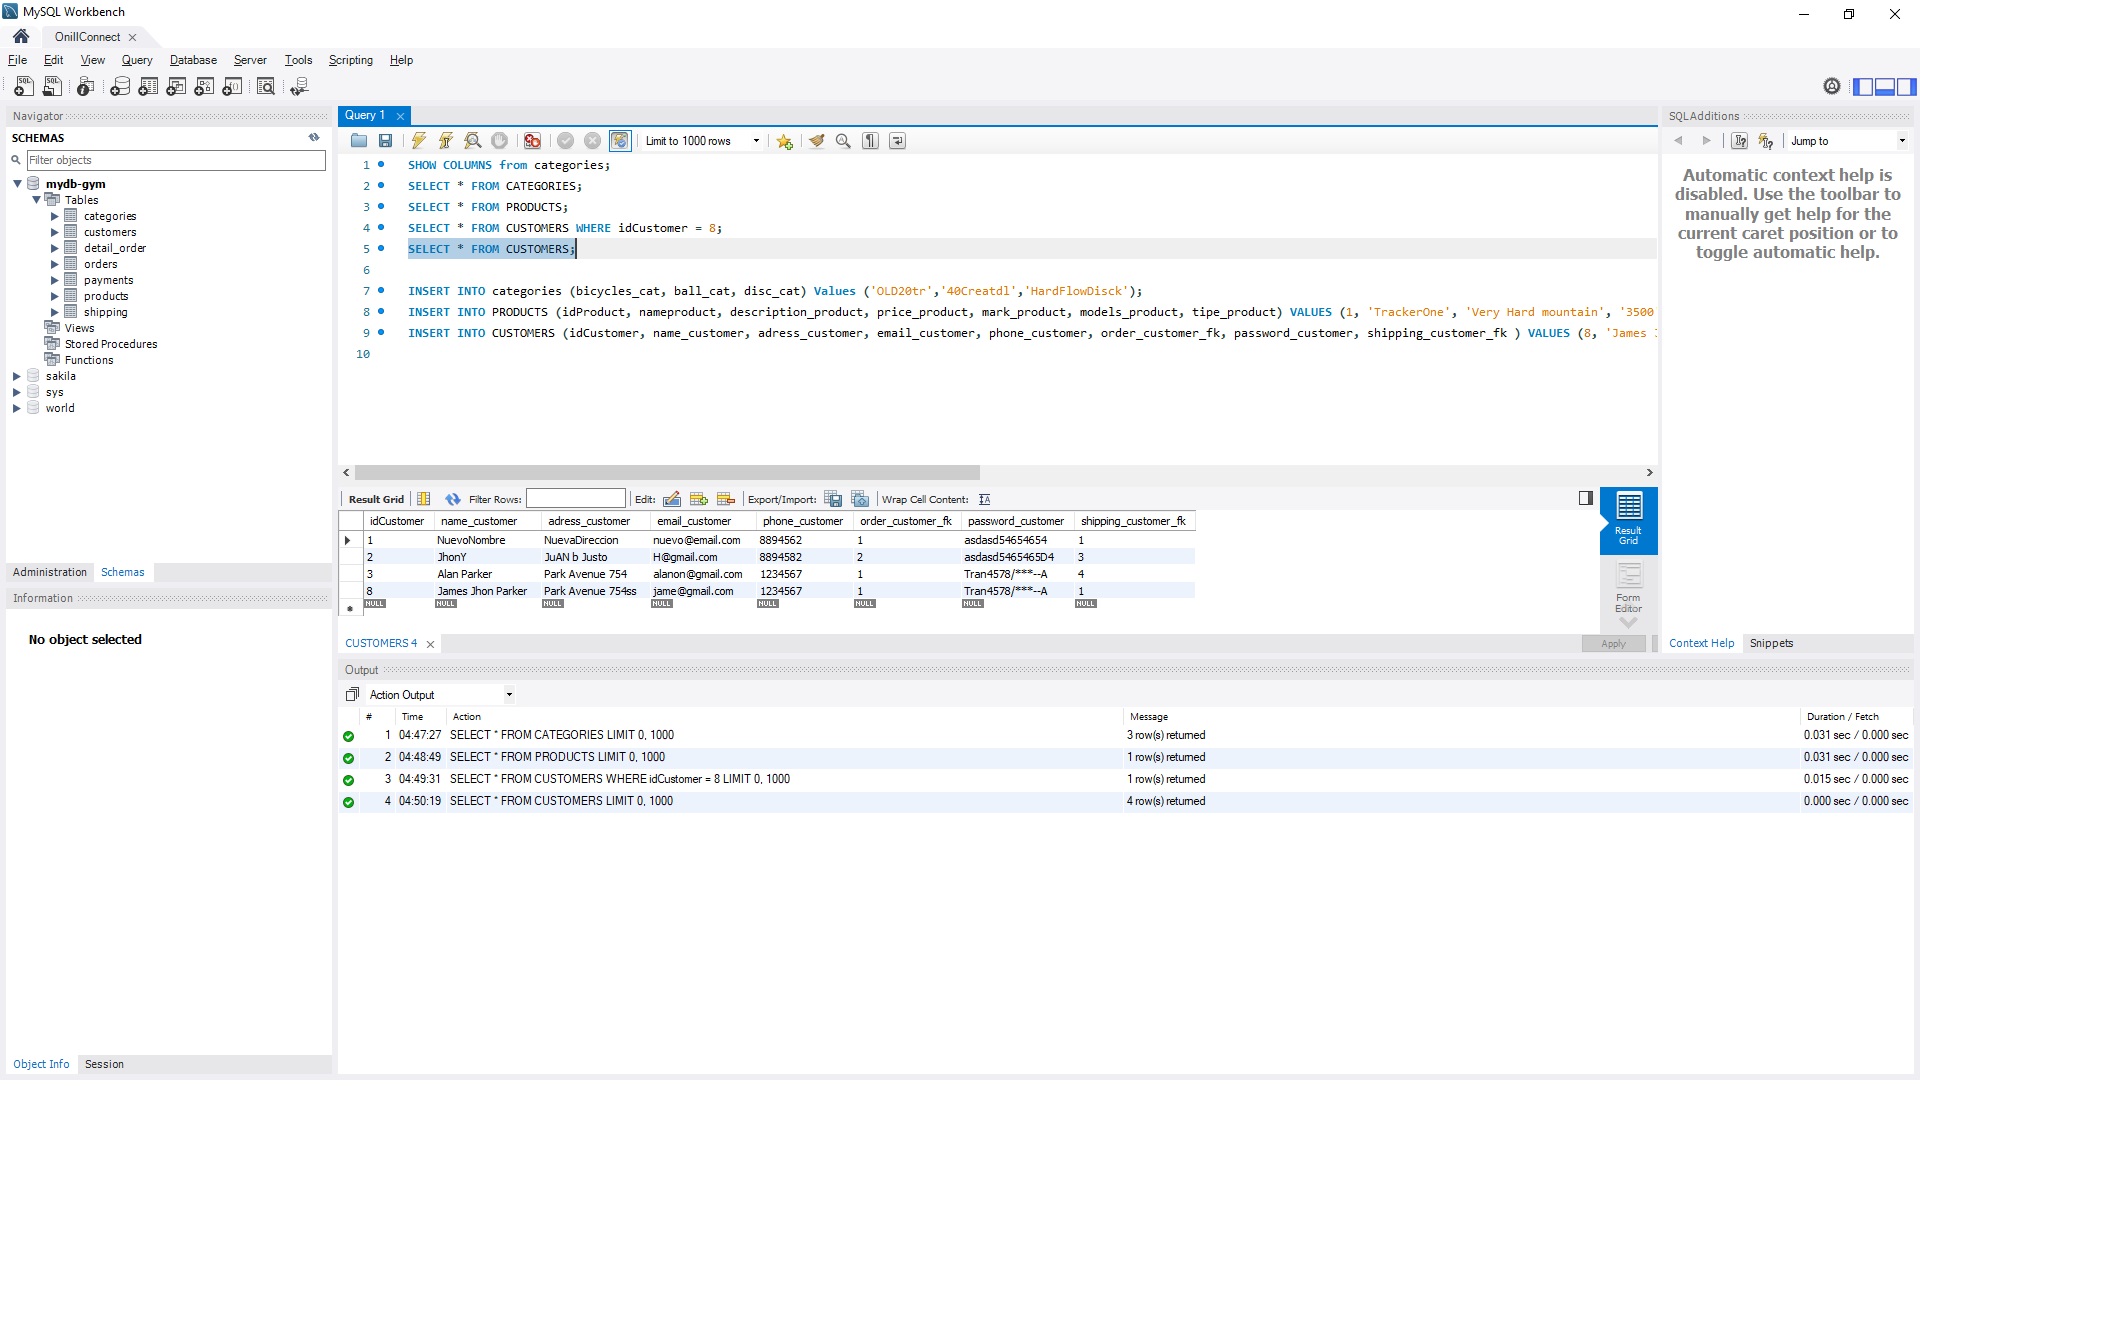 MySQL Workbench
OnillConnect
File Edit View Query Database Server Tools Scripting Help
Navigator
SCHEMAS
Filter objects
mydb-gym
Tables
categories
customers
detail_order
orders
payments
products
shipping
Views
Stored Procedures
Functions
sakila
sys
world
Administration Schemas
Information
No object selected
Object Info Session
Query 1
Limit to 1000 rows
1 SHOW COLUMNS from categories;
2 SELECT * FROM CATEGORIES;
3 SELECT * FROM PRODUCTS;
4 SELECT * FROM CUSTOMERS WHERE idCustomer = 8;
5 SELECT * FROM CUSTOMERS;
6
7 INSERT INTO categories (bicycles_cat, ball_cat, disc_cat) Values ('OLD20tr','40Creatdl','HardFlowDisck');
8 INSERT INTO PRODUCTS (idProduct, nameproduct, description_product, price_product, mark_product, models_product, tipe_product) VALUES (1, 'TrackerOne', 'Very Hard mountain', '3500
9 INSERT INTO CUSTOMERS (idCustomer, name_customer, adress_customer, email_customer, phone_customer, order_customer_fk, password_customer, shipping_customer_fk ) VALUES (8, 'James
10
Result Grid Filter Rows: Edit: Export/Import: Wrap Cell Content:
idCustomer name_customer adress_customer email_customer phone_customer order_customer_fk password_customer shipping_customer_fk
1 NuevoNombre NuevaDireccion nuevo@email.com 8894562 1 asdasd54654654 1
2 JhonY JuAN b Justo H@gmail.com 8894582 2 asdasd5465465D4 3
3 Alan Parker Park Avenue 754 alanon@gmail.com 1234567 1 Tran4578/***--A 4
8 James Jhon Parker Park Avenue 754ss jame@gmail.com 1234567 1 Tran4578/***--A 1
NULL NULL NULL NULL NULL NULL NULL NULL
Result
Grid
Form
Editor
CUSTOMERS 4
Apply
SQLAdditions
Jump to
Automatic context help is
disabled. Use the toolbar to
manually get help for the
current caret position or to
toggle automatic help.
Context Help Snippets
Output
Action Output
# Time Action Message Duration / Fetch
1 04:47:27 SELECT * FROM CATEGORIES LIMIT 0, 1000 3 row(s) returned 0.031 sec / 0.000 sec
2 04:48:49 SELECT * FROM PRODUCTS LIMIT 0, 1000 1 row(s) returned 0.031 sec / 0.000 sec
3 04:49:31 SELECT * FROM CUSTOMERS WHERE idCustomer = 8 LIMIT 0, 1000 1 row(s) returned 0.015 sec / 0.000 sec
4 04:50:19 SELECT * FROM CUSTOMERS LIMIT 0, 1000 4 row(s) returned 0.000 sec / 0.000 sec